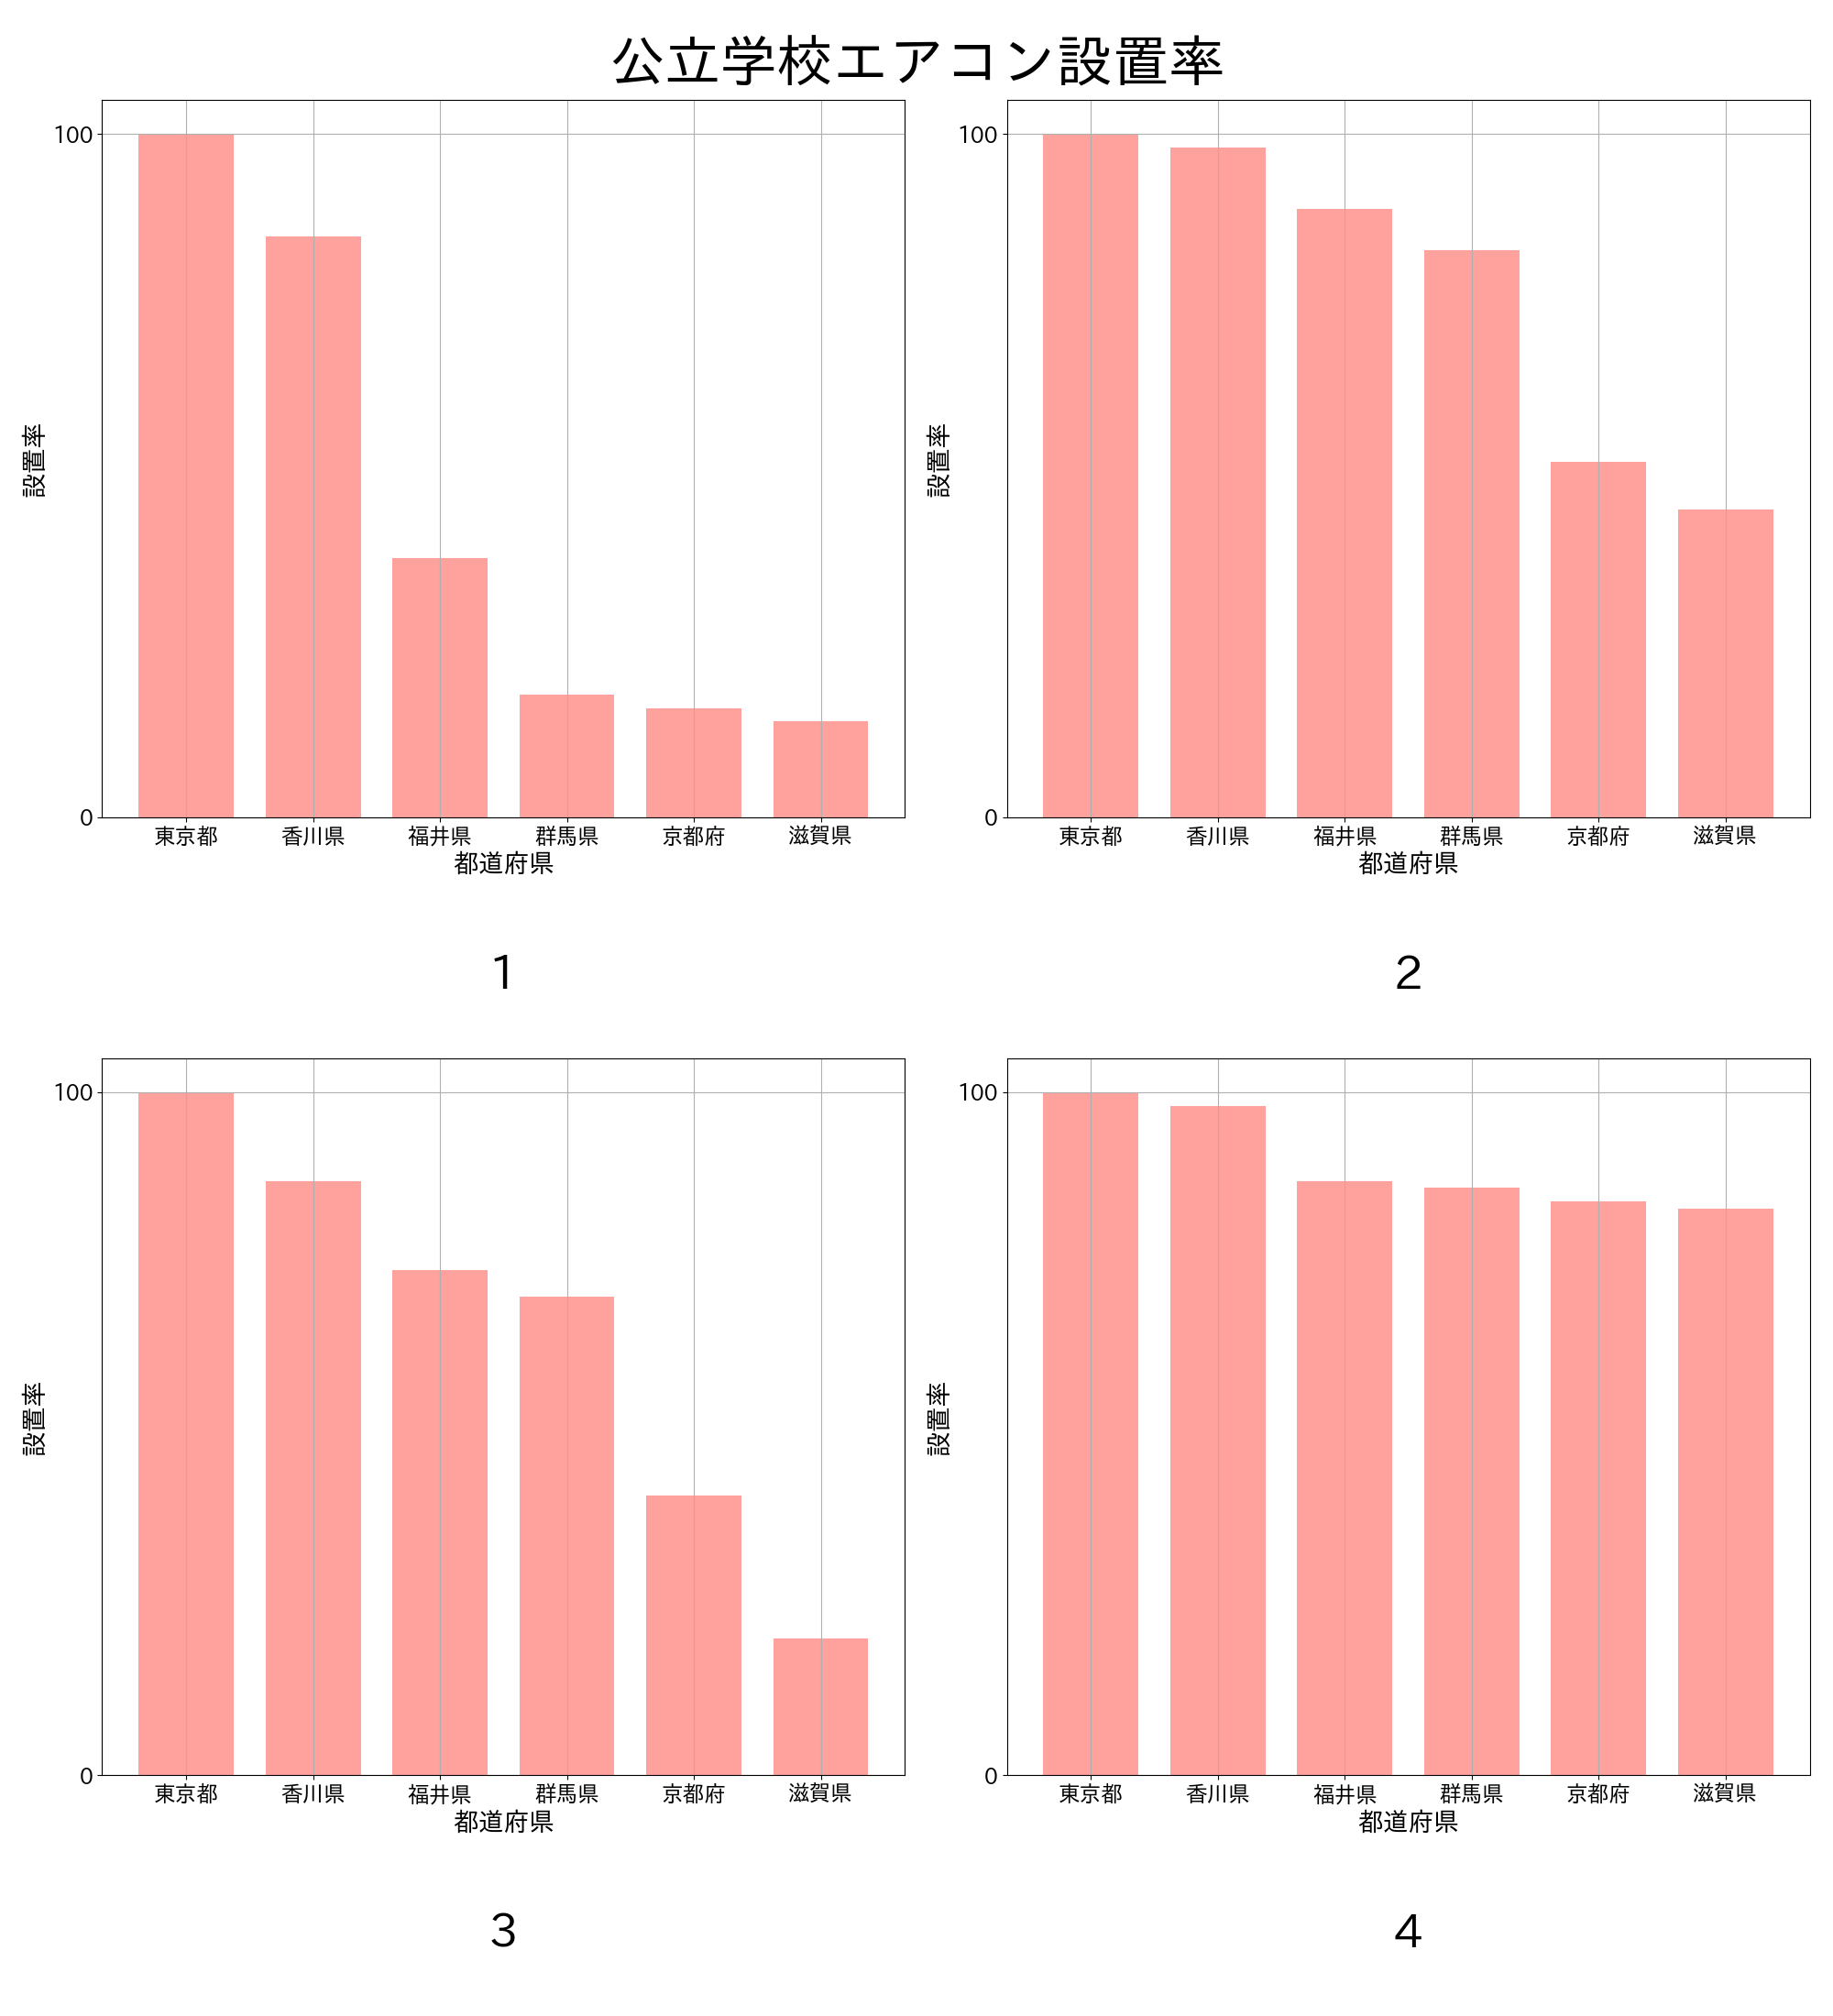 公立学校エアコン設置率
100
設置率
0
東京都 香川県 福井県 群馬県 京都府 滋賀県
都道府県
1
100
設置率
0
東京都 香川県 福井県 群馬県 京都府 滋賀県
都道府県
2
100
設置率
0
東京都 香川県 福井県 群馬県 京都府 滋賀県
都道府県
3
100
設置率
0
東京都 香川県 福井県 群馬県 京都府 滋賀県
都道府県
4